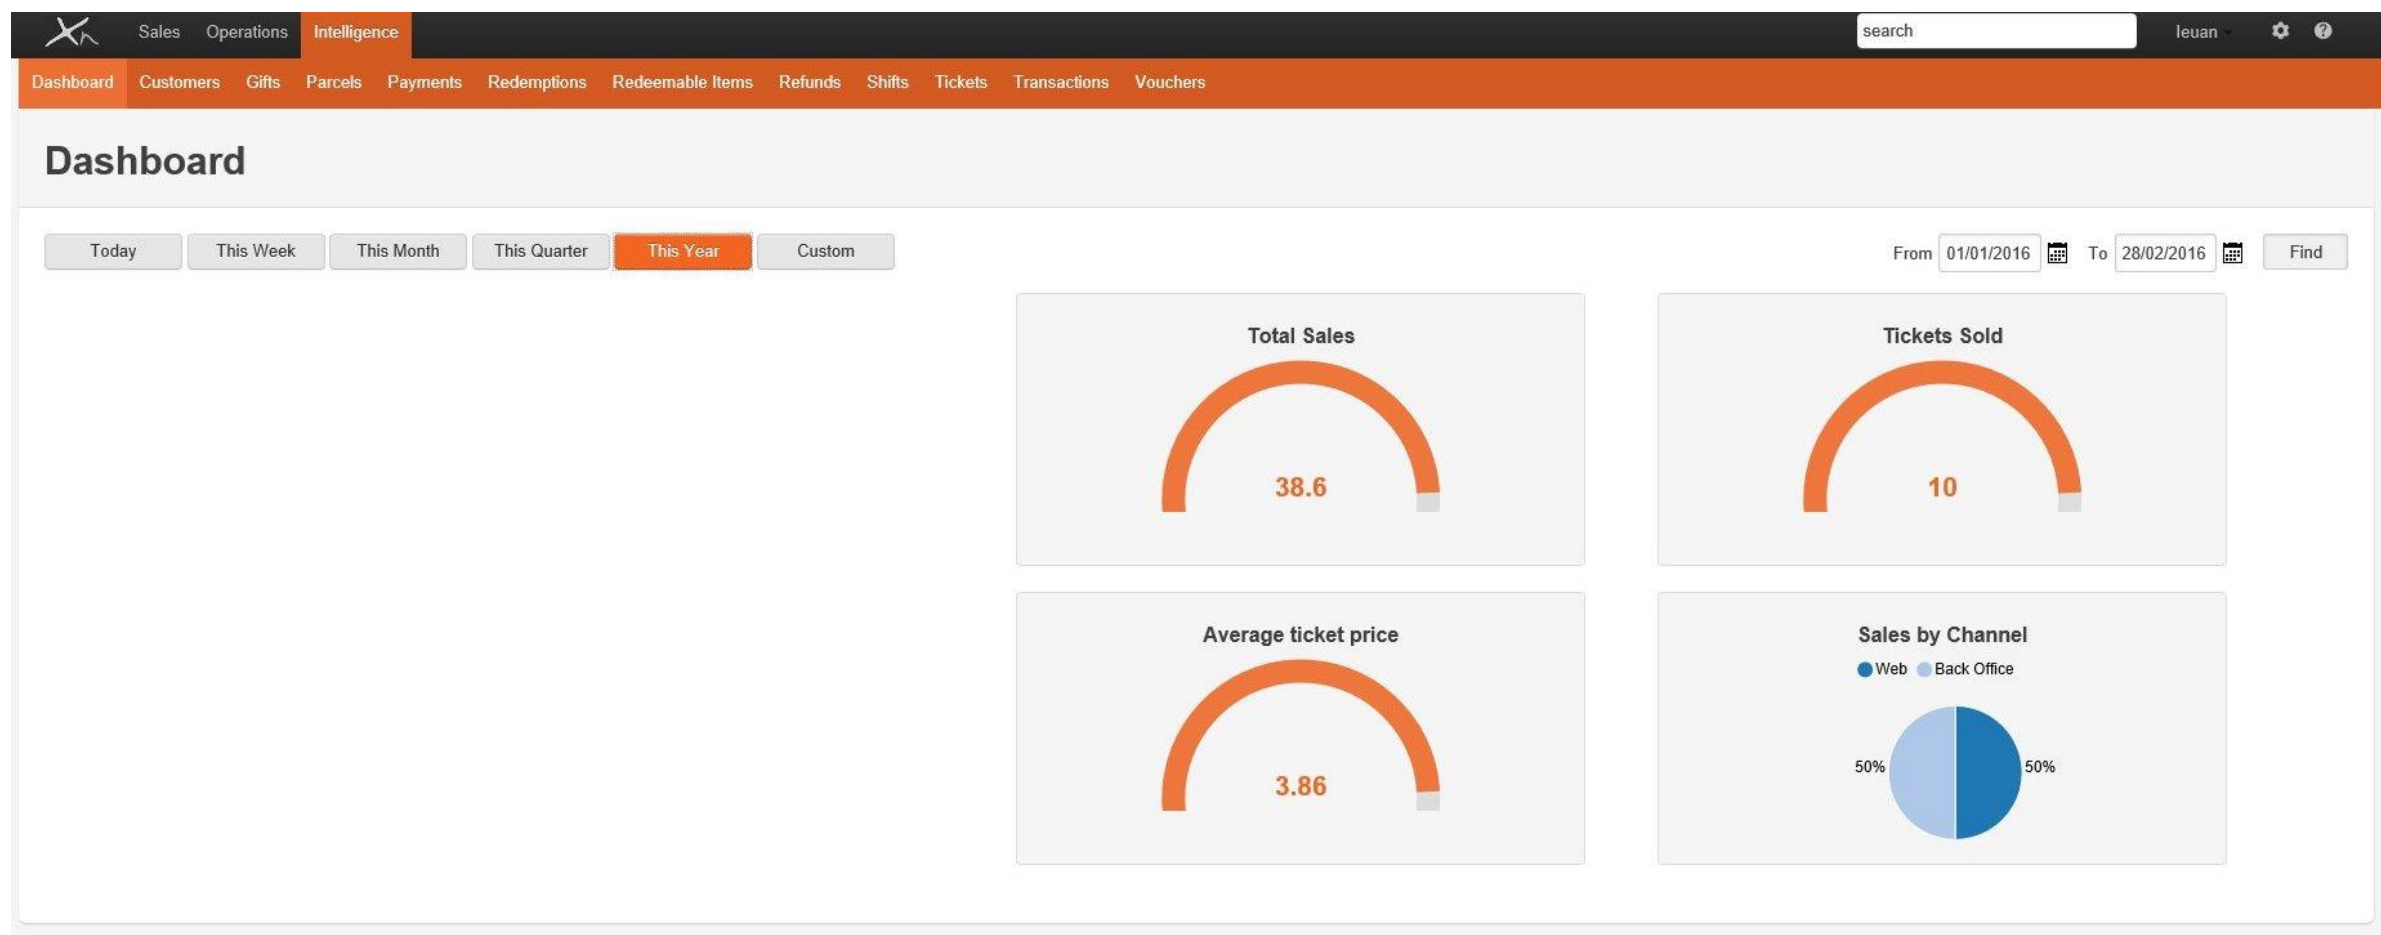 Sales Operations Intelligence search Ieuan
Dashboard Customers Gifts Parcels Payments Redemptions Redeemable Items Refunds Shifts Tickets Transactions Vouchers
Dashboard
Today This Week This Month This Quarter This Year Custom From 01/01/2016 To 28/02/2016 Find
Total Sales
38.6
Tickets Sold
10
Average ticket price
3.86
Sales by Channel
Web Back Office
50% 50%